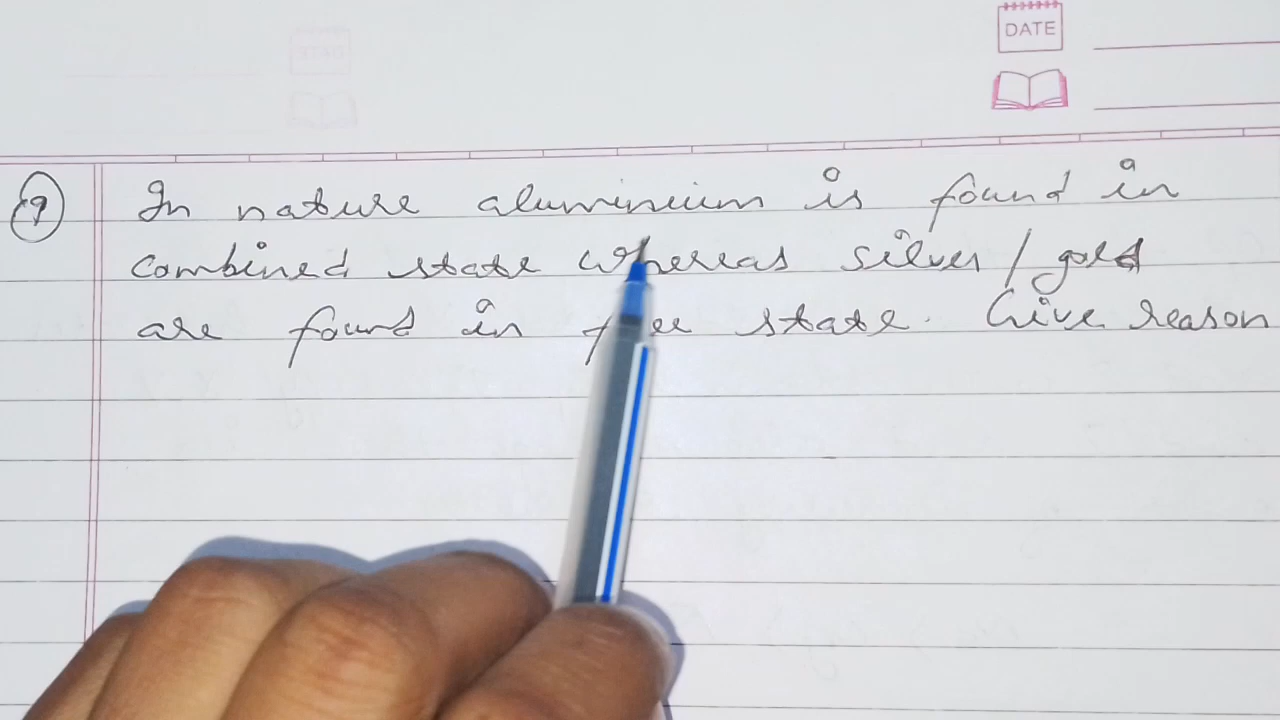 DATE
9 In nature aluminium is found in
combined state whereas silver / gold
are found in free state. Give reason